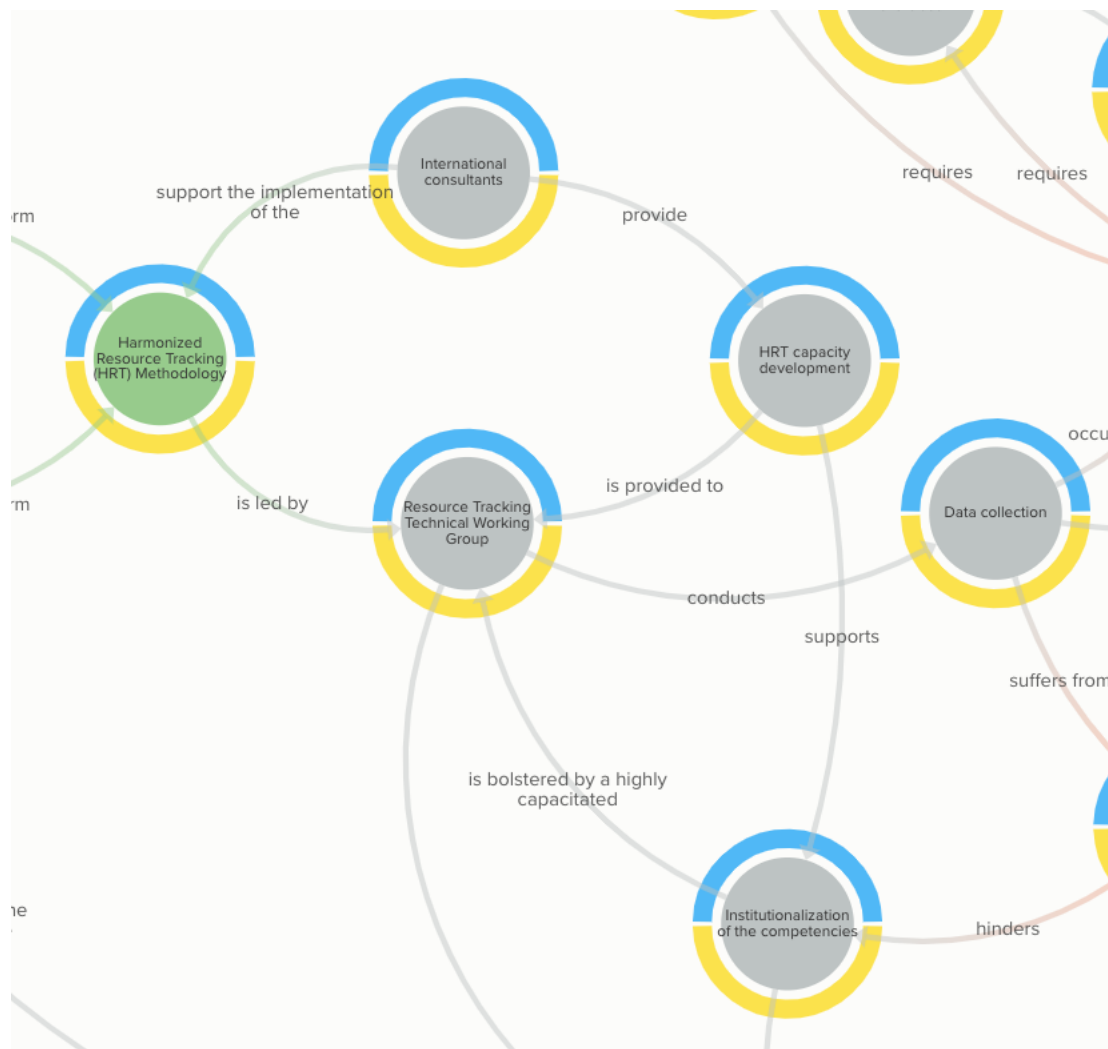 International
consultants
requires
requires
support the implementation
of the
provide
Harmonized
Resource Tracking
(HRT) Methodology
HRT capacity
development
occu
is provided to
is led by
Resource Tracking
Technical Working
Group
Data collection
conducts
supports
suffers from
is bolstered by a highly
capacitated
Institutionalization
of the competencies
hinders